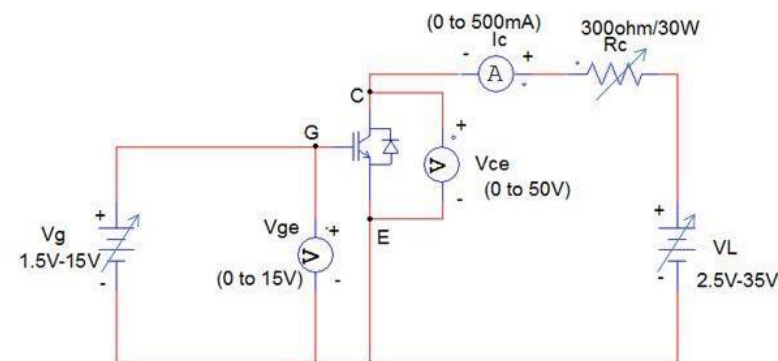 (0 to 500mA)
Ic
300ohm/30W
Rc
- +
A
C
G
+
V
-
Vce
(0 to 50V)
E
+
Vg
1.5V-15V
-
Vge
+
V
(0 to 15V)
-
+
VL
-
2.5V-35V